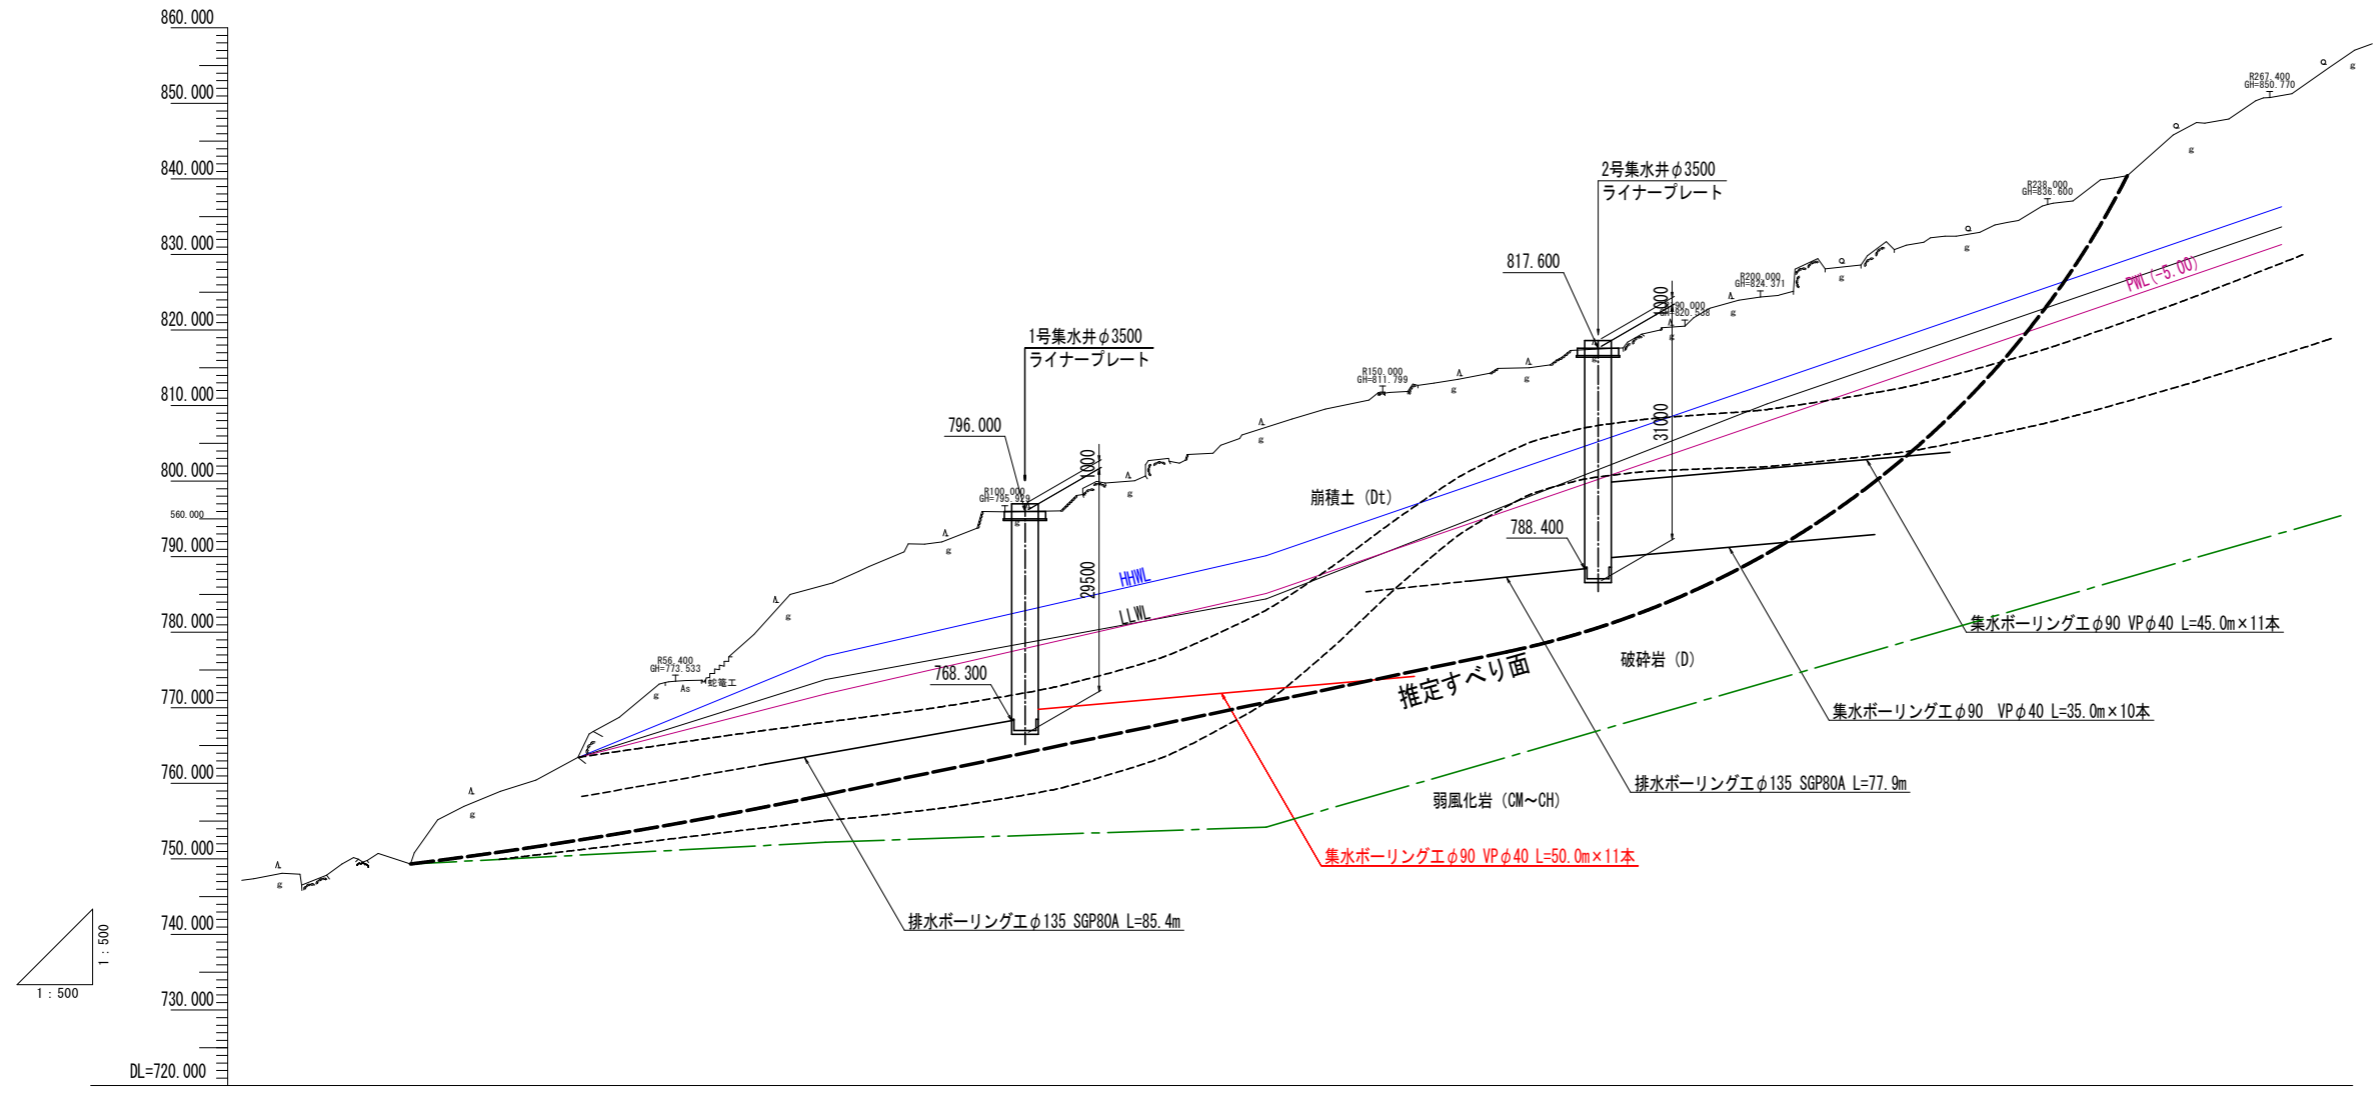 860.000
850.000
840.000
830.000
820.000
810.000
800.000
560.000
790.000
780.000
770.000
760.000
750.000
740.000
730.000
DL=720.000
1 : 500
1 : 500
R56.400
GH=773.533
As
蛇篭工
R100.000
GH=795.929
796.000
1号集水井φ3500
ライナープレート
1000
29500
768.300
HHWL
LLWL
崩積土 (Dt)
R150.000
GH=811.799
817.600
2号集水井φ3500
ライナープレート
1000
31000
788.400
GH=820.538
R200.000
GH=824.371
R238.000
GH=836.600
R267.400
GH=850.770
PWL(-5.00)
推定すべり面
破砕岩 (D)
弱風化岩 (CM～CH)
集水ボーリング工φ90 VPφ40 L=45.0m×11本
集水ボーリング工φ90 VPφ40 L=35.0m×10本
排水ボーリング工φ135 SGP80A L=77.9m
集水ボーリング工φ90 VPφ40 L=50.0m×11本
排水ボーリング工φ135 SGP80A L=85.4m